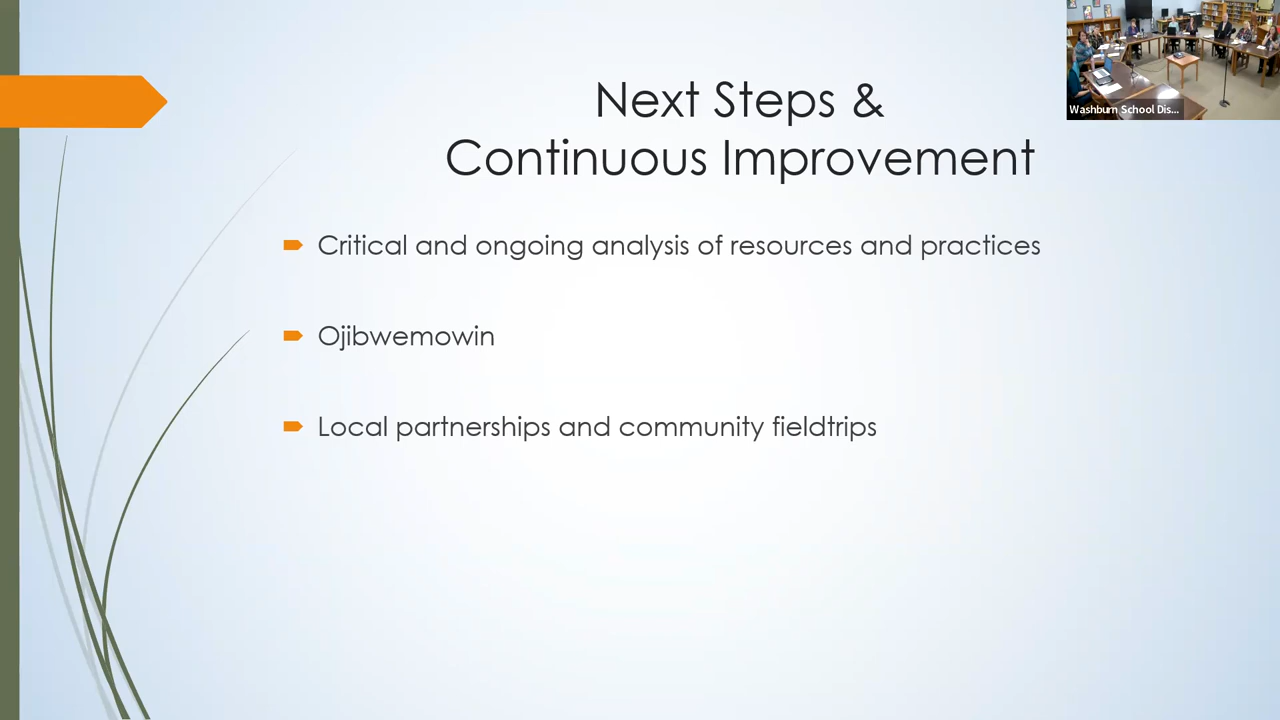 Next Steps &
Continuous Improvement
Critical and ongoing analysis of resources and practices
Ojibwemowin
Local partnerships and community fieldtrips
Washburn School Dis...